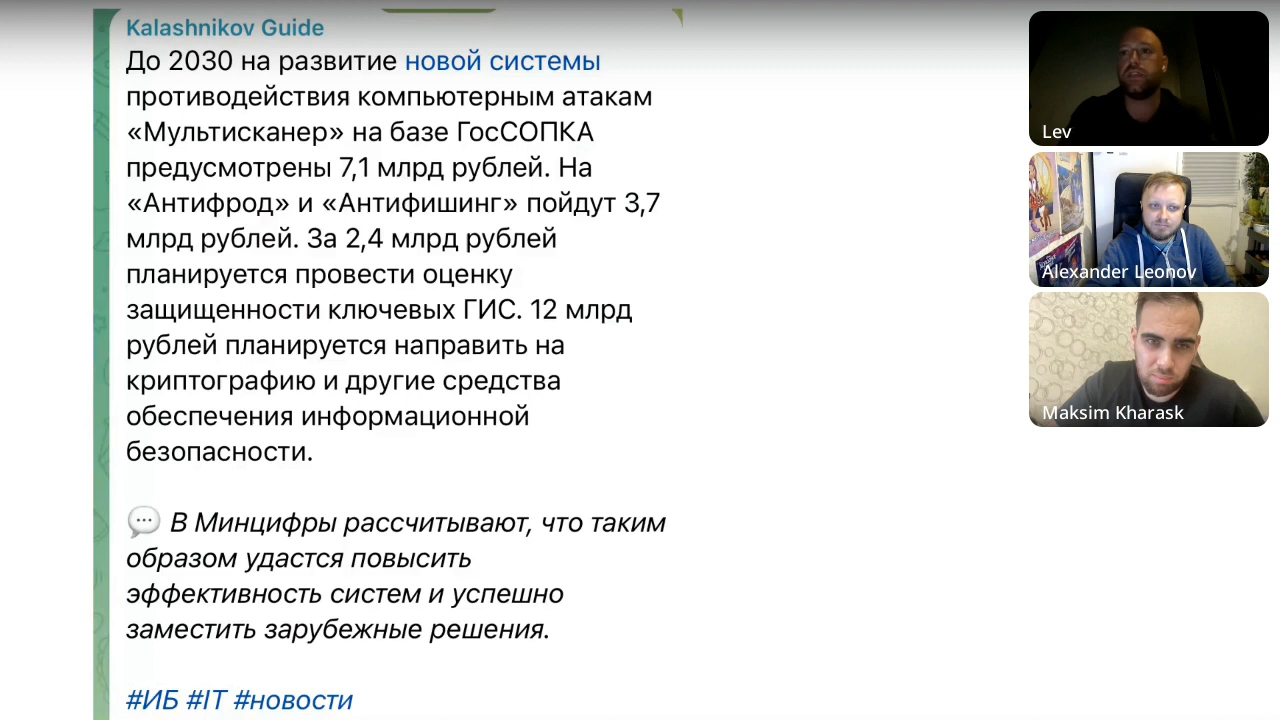 Kalashnikov Guide
До 2030 на развитие новой системы
противодействия компьютерным атакам
«Мультисканер» на базе ГосСОПКА
предусмотрены 7,1 млрд рублей. На
«Антифрод» и «Антифишинг» пойдут 3,7
млрд рублей. За 2,4 млрд рублей
планируется провести оценку
защищенности ключевых ГИС. 12 млрд
рублей планируется направить на
криптографию и другие средства
обеспечения информационной
безопасности.
В Минцифры рассчитывают, что таким
образом удастся повысить
эффективность систем и успешно
заместить зарубежные решения.
#ИБ #IT #новости
Lev
Alexander Leonov
Maksim Kharask